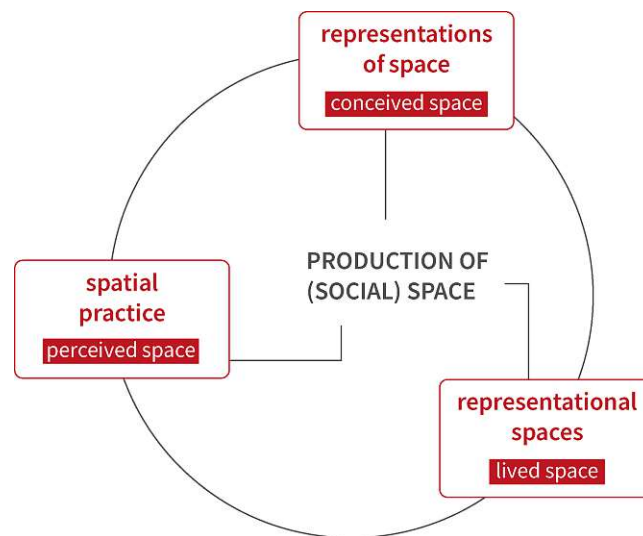 representations
of space
conceived space
PRODUCTION OF
(SOCIAL) SPACE
spatial
practice
perceived space
representational
spaces
lived space